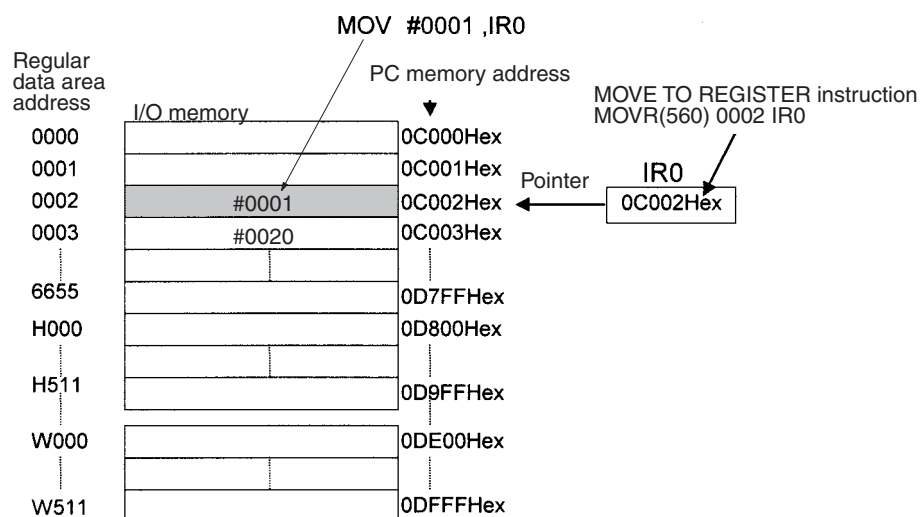 MOV #0001 ,IR0
Regular
data area
address
PC memory address
I/O memory
MOVE TO REGISTER instruction
MOVR(560) 0002 IR0
0000
0C000Hex
0001
0C001Hex
0002
#0001
0C002Hex
Pointer
IR0
0C002Hex
0003
#0020
0C003Hex
6655
0D7FFHex
H000
0D800Hex
H511
0D9FFHex
W000
0DE00Hex
W511
0DFFFHex